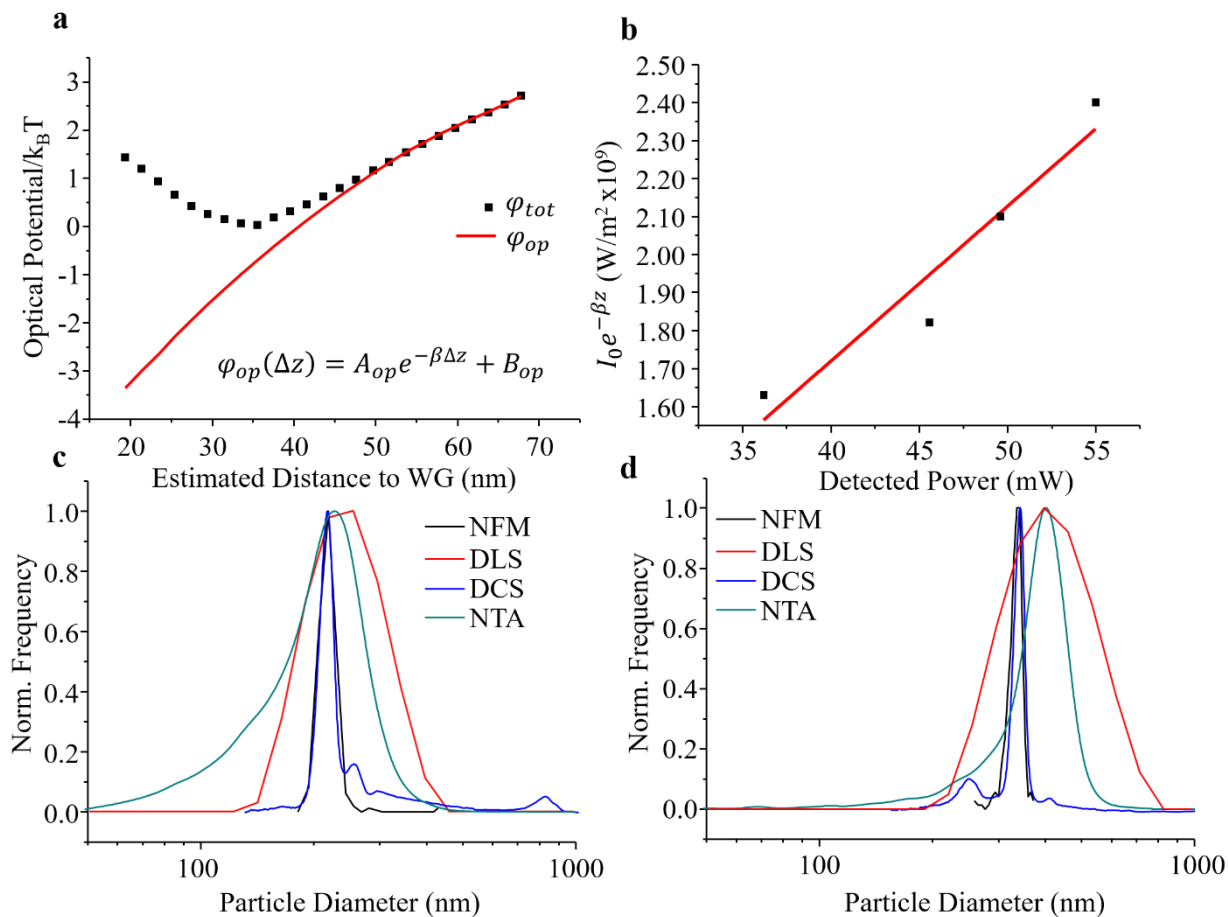 a
Optical Potential/k_BT
3
2
1
0
-1
-2
-3
-4
φ_tot
φ_op
φ_op(Δz) = A_op e^{-βΔz} + B_op
20 30 40 50 60 70
Estimated Distance to WG (nm)
b
I_0e^{-βz} (W/m² x10⁹)
2.50
2.40
2.30
2.20
2.10
2.00
1.90
1.80
1.70
1.60
35 40 45 50 55
Detected Power (mW)
c
Norm. Frequency
1.0
0.8
0.6
0.4
0.2
0.0
NFM
DLS
DCS
NTA
100 1000
Particle Diameter (nm)
d
Norm. Frequency
1.0
0.8
0.6
0.4
0.2
0.0
NFM
DLS
DCS
NTA
100 1000
Particle Diameter (nm)